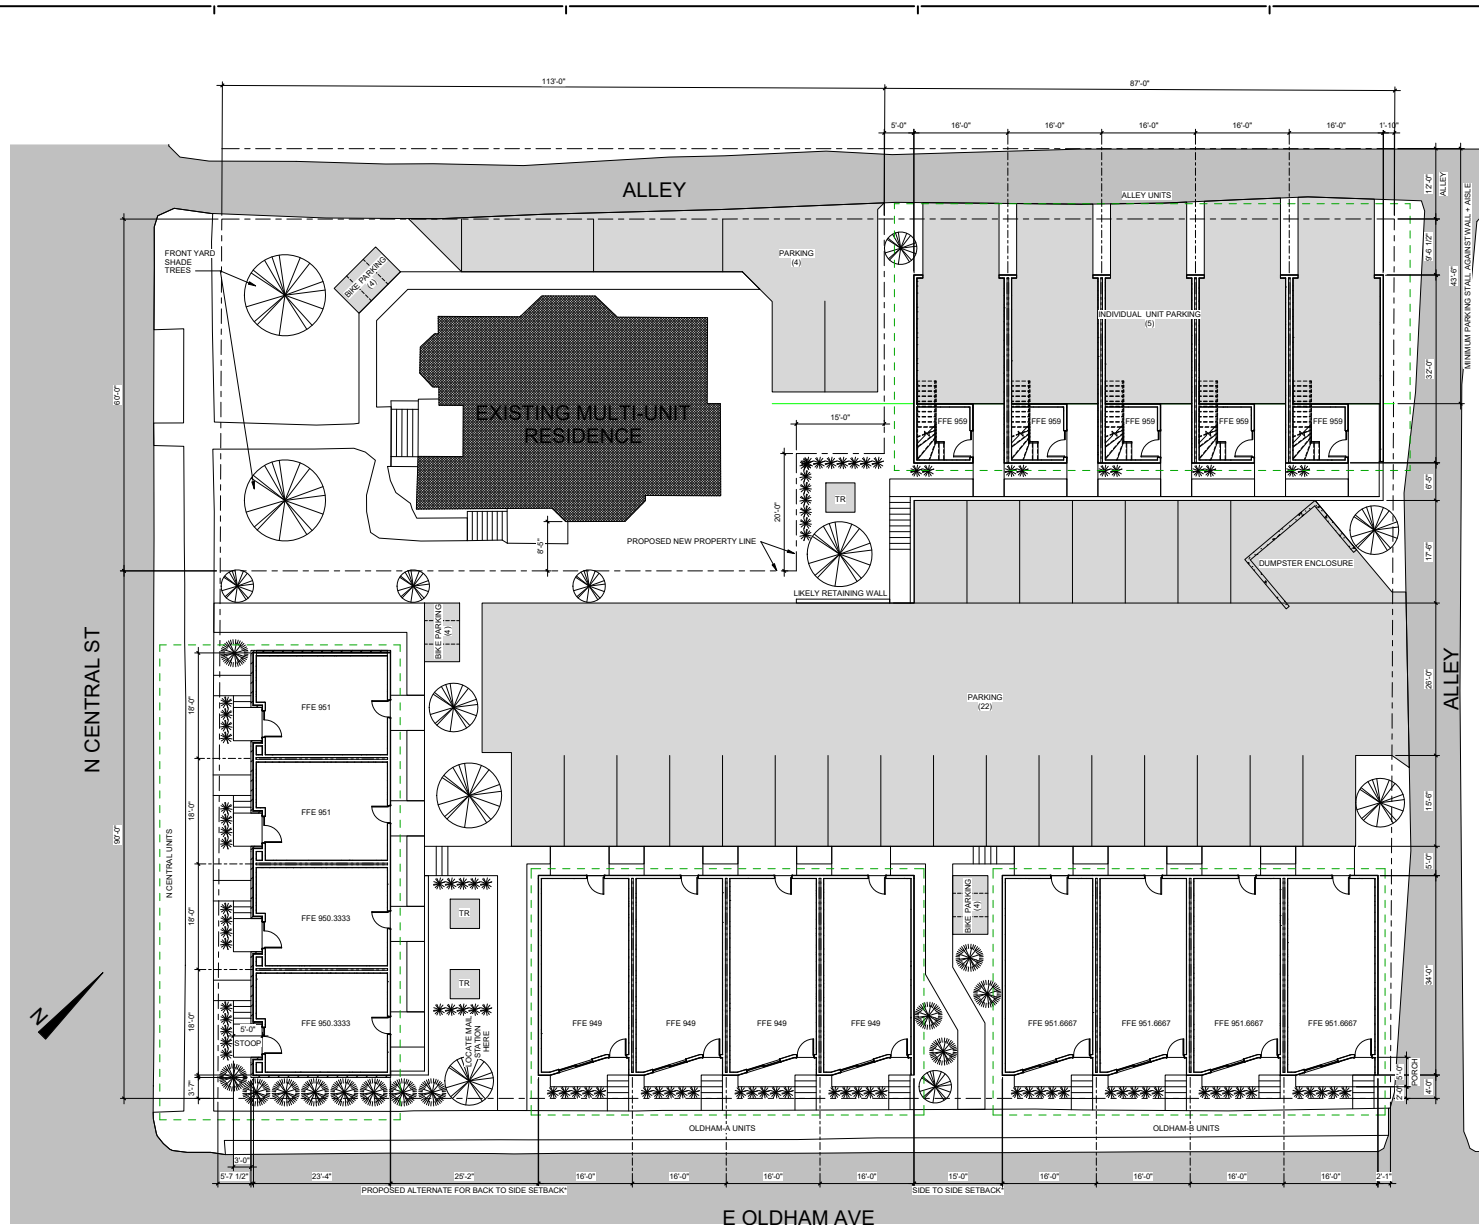 113'-0"
87'-0"
5'-0"
16'-0"
16'-0"
16'-0"
16'-0"
16'-0"
1'-10"
ALLEY
ALLEY UNITS
12'-0"
ALLEY
FRONT YARD
SHADE
TREES
BIKE PARKING
(4)
PARKING
(4)
9'-6 1/2"
43'-6"
MINIMUM PARKING STALL AGAINST WALL + AISLE
INDIVIDUAL UNIT PARKING
(5)
32'-0"
60'-0"
EXISTING MULTI-UNIT
RESIDENCE
15'-0"
FFE 959
FFE 959
FFE 959
FFE 959
FFE 959
6'-5"
TR
20'-0"
8'-5"
PROPOSED NEW PROPERTY LINE
17'-6"
DUMPSTER ENCLOSURE
LIKELY RETAINING WALL
BIKE PARKING
(4)
N CENTRAL ST
18'-0"
FFE 951
PARKING
(22)
26'-0"
ALLEY
18'-0"
FFE 951
15'-6"
90'-0"
N CENTRAL UNITS
5'-0"
18'-0"
FFE 950.3333
TR
BIKE PARKING
(4)
TR
34'-0"
18'-0"
FFE 950.3333
5'-0"
STOOP
LOCATE MAIL
STATION
HERE
FFE 949
FFE 949
FFE 949
FFE 949
FFE 951.6667
FFE 951.6667
FFE 951.6667
FFE 951.6667
N
3'-7"
PORCH
4'-0"
OLDHAM-A UNITS
OLDHAM-B UNITS
3'-0"
5'-7 1/2"
23'-4"
25'-2"
16'-0"
16'-0"
16'-0"
16'-0"
15'-0"
16'-0"
16'-0"
16'-0"
16'-0"
2'-1"
PROPOSED ALTERNATE FOR BACK TO SIDE SETBACK*
SIDE TO SIDE SETBACK*
E OLDHAM AVE